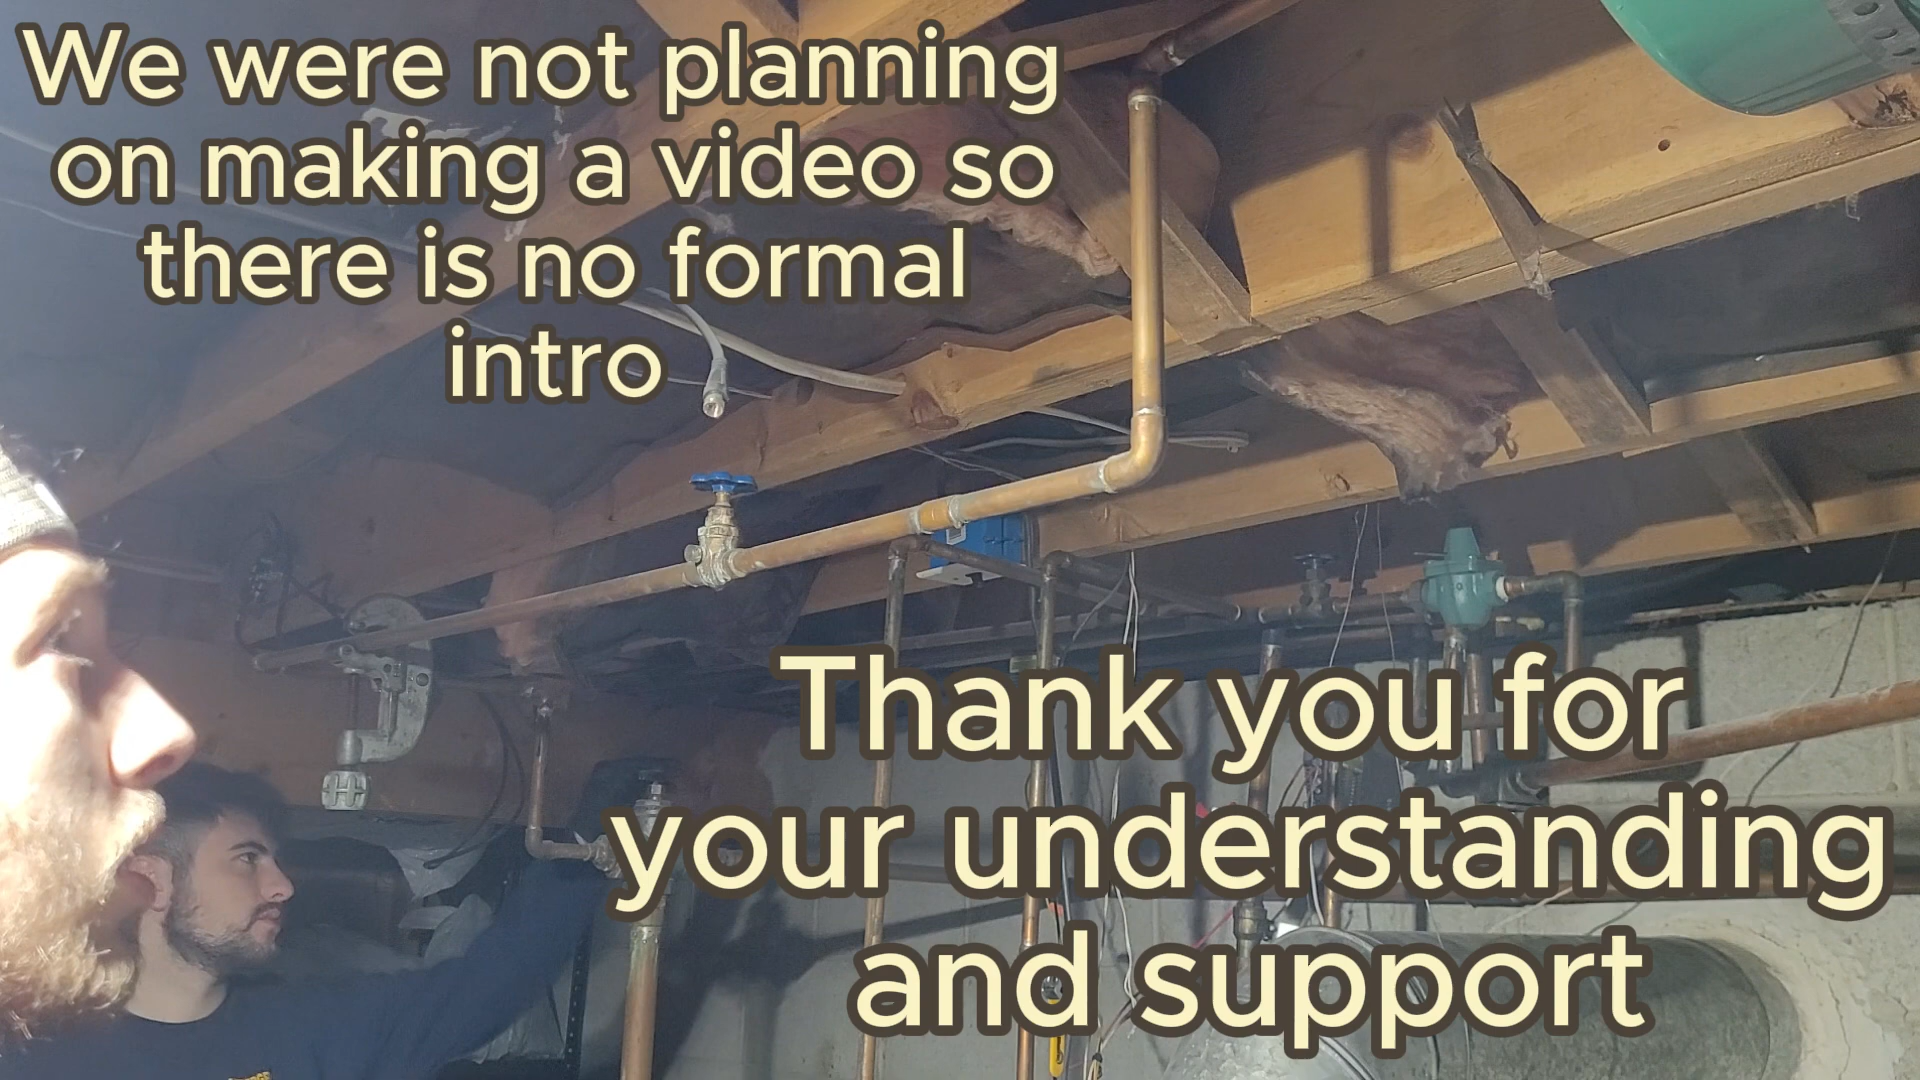 We were not planning
on making a video so
there is no formal
intro
Thank you for
your understanding
and support